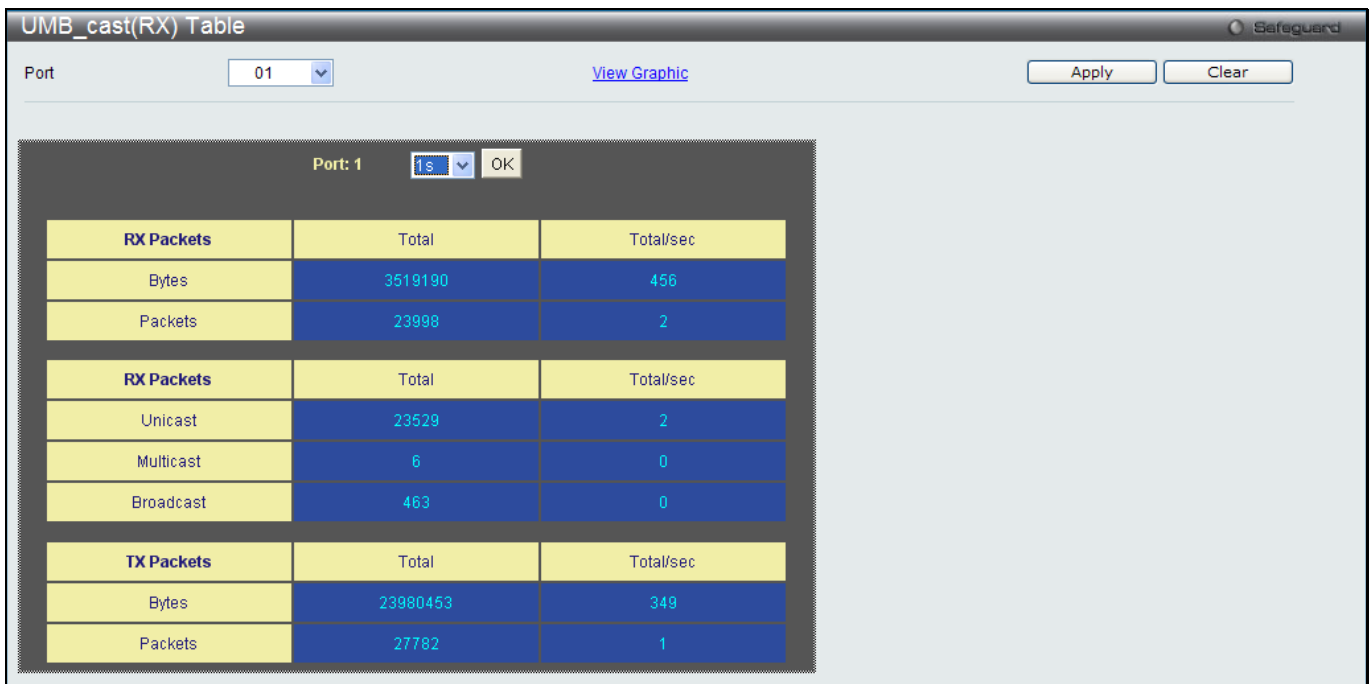 UMB_cast(RX) Table Safeguard
Port 01 View Graphic Apply Clear
Port: 1 1s OK
RX Packets Total Total/sec
Bytes 3519190 456
Packets 23998 2
RX Packets Total Total/sec
Unicast 23529 2
Multicast 6 0
Broadcast 463 0
TX Packets Total Total/sec
Bytes 23980453 349
Packets 27782 1